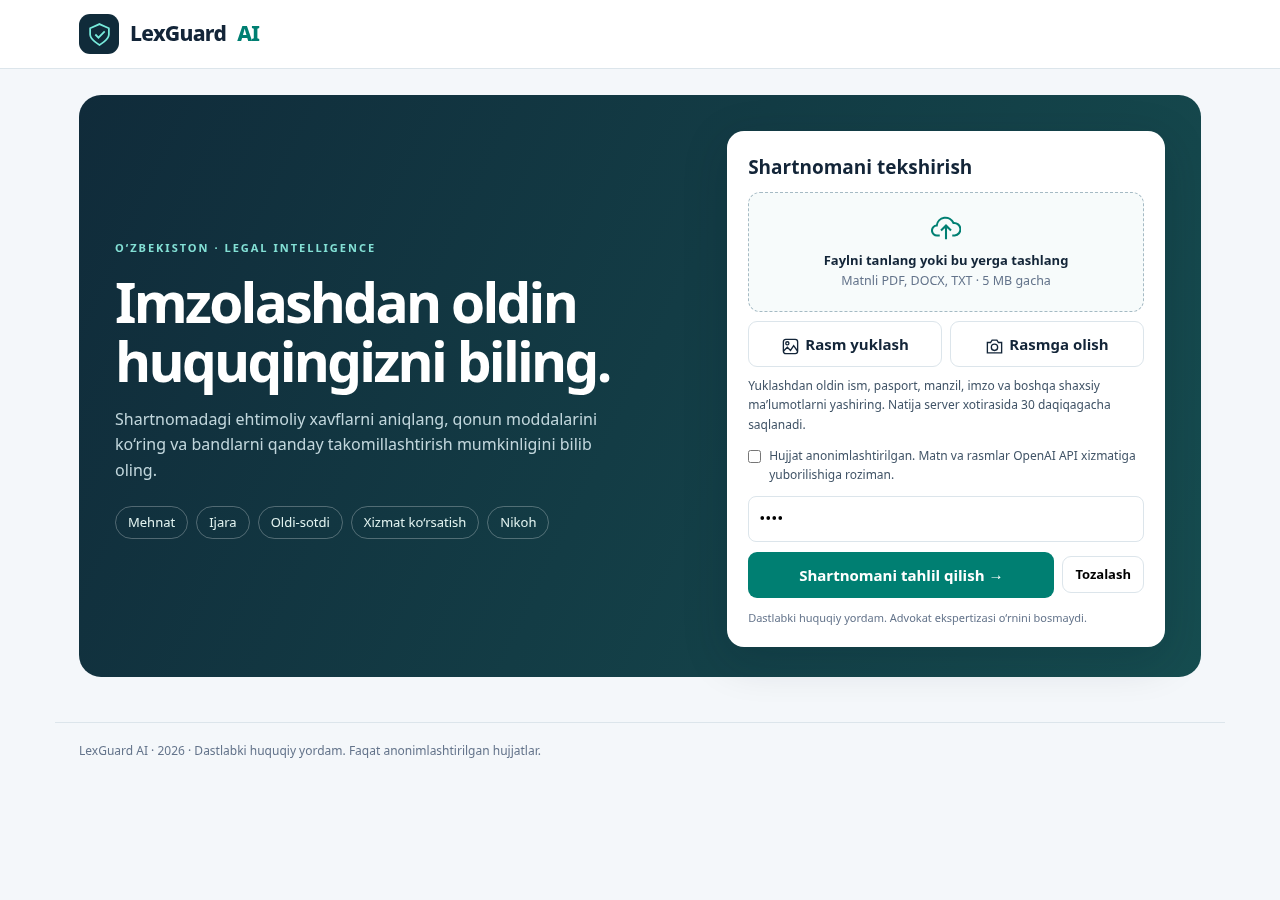 LexGuard AI
O‘ZBEKISTON · LEGAL INTELLIGENCE
Imzolashdan oldin
huquqingizni biling.
Shartnomadagi ehtimoliy xavflarni aniqlang, qonun moddalarini
ko‘ring va bandlarni qanday takomillashtirish mumkinligini bilib
oling.
Mehnat
Ijara
Oldi-sotdi
Xizmat ko‘rsatish
Nikoh
Shartnomani tekshirish
Faylni tanlang yoki bu yerga tashlang
Matnli PDF, DOCX, TXT · 5 MB gacha
Rasm yuklash
Rasmga olish
Yuklashdan oldin ism, pasport, manzil, imzo va boshqa shaxsiy
ma’lumotlarni yashiring. Natija server xotirasida 30 daqiqagacha
saqlanadi.
Hujjat anonimlashtirilgan. Matn va rasmlar OpenAI API xizmatiga
yuborilishiga roziman.
••••
Shartnomani tahlil qilish →
Tozalash
Dastlabki huquqiy yordam. Advokat ekspertizasi o‘rnini bosmaydi.
LexGuard AI · 2026 · Dastlabki huquqiy yordam. Faqat anonimlashtirilgan hujjatlar.